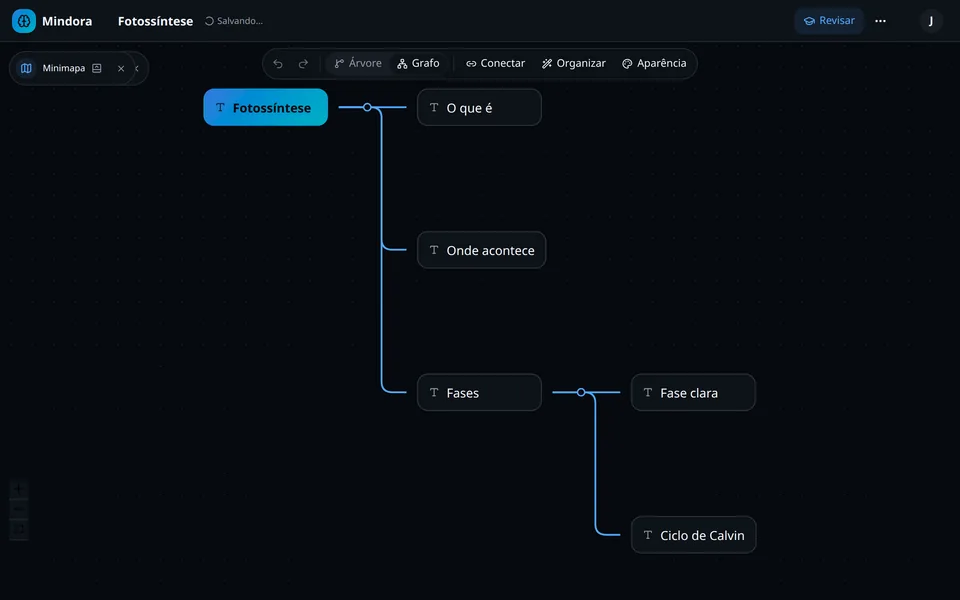 Mindora
Fotossíntese
Salvando...
Revisar
J
Minimapa
Árvore
Grafo
Conectar
Organizar
Aparência
T Fotossíntese
T O que é
T Onde acontece
T Fases
T Fase clara
T Ciclo de Calvin